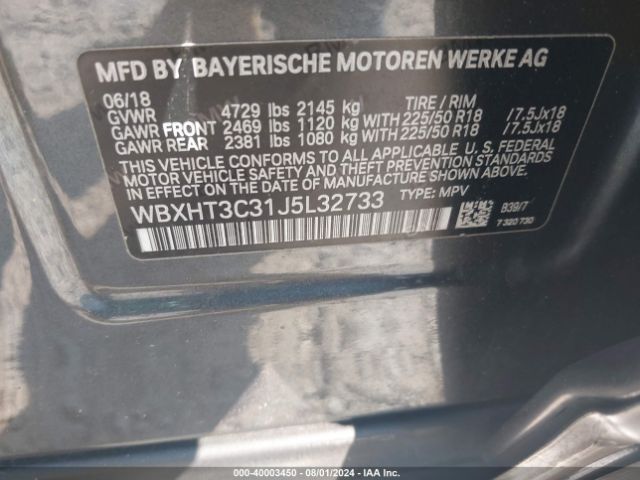 MFD BY BAYERISCHE MOTOREN WERKE AG
06/18 TIRE / RIM
GVWR 4729 lbs 2145 kg
GAWR FRONT 2469 lbs 1120 kg WITH 225/50 R18 /7.5Jx18
GAWR REAR 2381 lbs 1080 kg WITH 225/50 R18 /7.5Jx18
THIS VEHICLE CONFORMS TO ALL APPLICABLE U. S. FEDERAL
MOTOR VEHICLE SAFETY AND THEFT PREVENTION STANDARDS
IN EFFECT ON THE DATE OF MANUFACTURE SHOWN ABOVE.
WBXHT3C31J5L32733 TYPE: MPV
B39/7
7 320 730
000-40003450 - 08/01/2024 - IAA Inc.